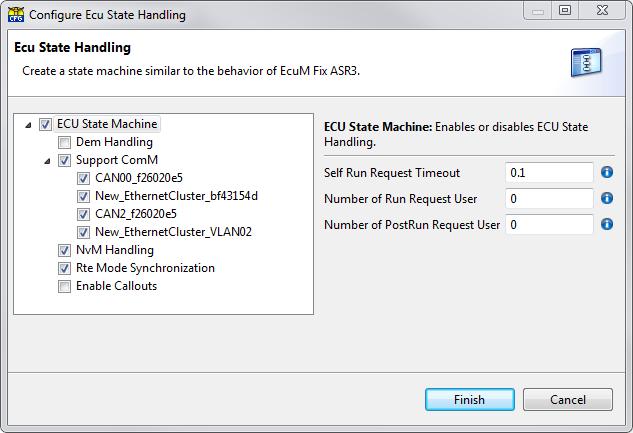 Configure Ecu State Handling
Ecu State Handling
Create a state machine similar to the behavior of EcuM Fix ASR3.
ECU State Machine
Dem Handling
Support ComM
CAN00_f26020e5
New_EthernetCluster_bf43154d
CAN2_f26020e5
New_EthernetCluster_VLAN02
NvM Handling
Rte Mode Synchronization
Enable Callouts
ECU State Machine: Enables or disables ECU State
Handling.
Self Run Request Timeout 0.1
Number of Run Request User 0
Number of PostRun Request User 0
Finish Cancel